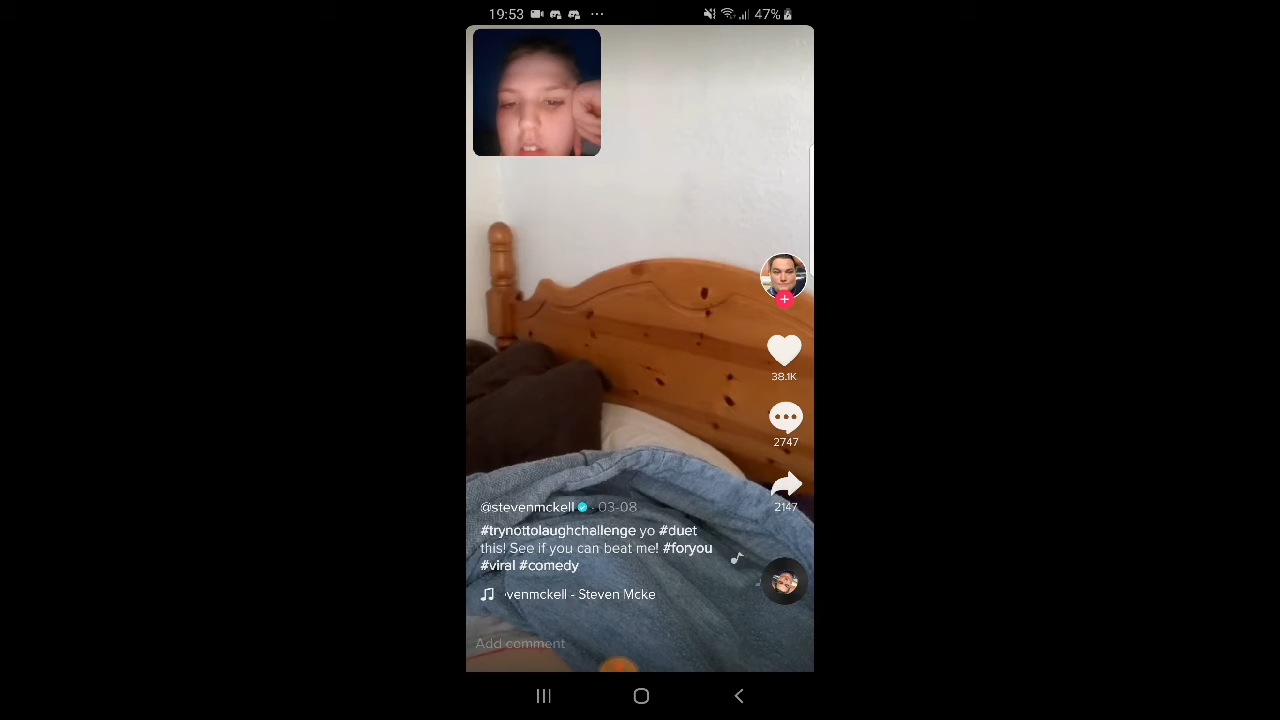 19:53
47%
38.1K
2747
2147
@stevenmckell · 03-08
#trynottolaughchallenge yo #duet
this! See if you can beat me! #foryou
#viral #comedy
venmckell - Steven Mcke
Add comment